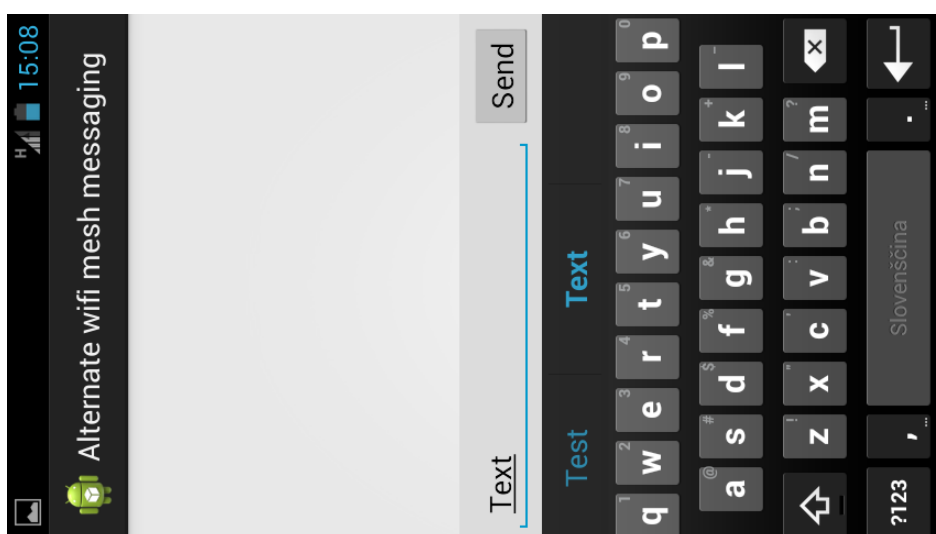 H 15:08
Alternate wifi mesh messaging
Text Send
Test Text
1 2 3 4 5 6 7 8 9 0
q w e r t y u i o p
@ # $ % & * - +
a s d f g h j k l
! " ' : ; / ?
z x c v b n m
?123 , ... Slovenščina . ...